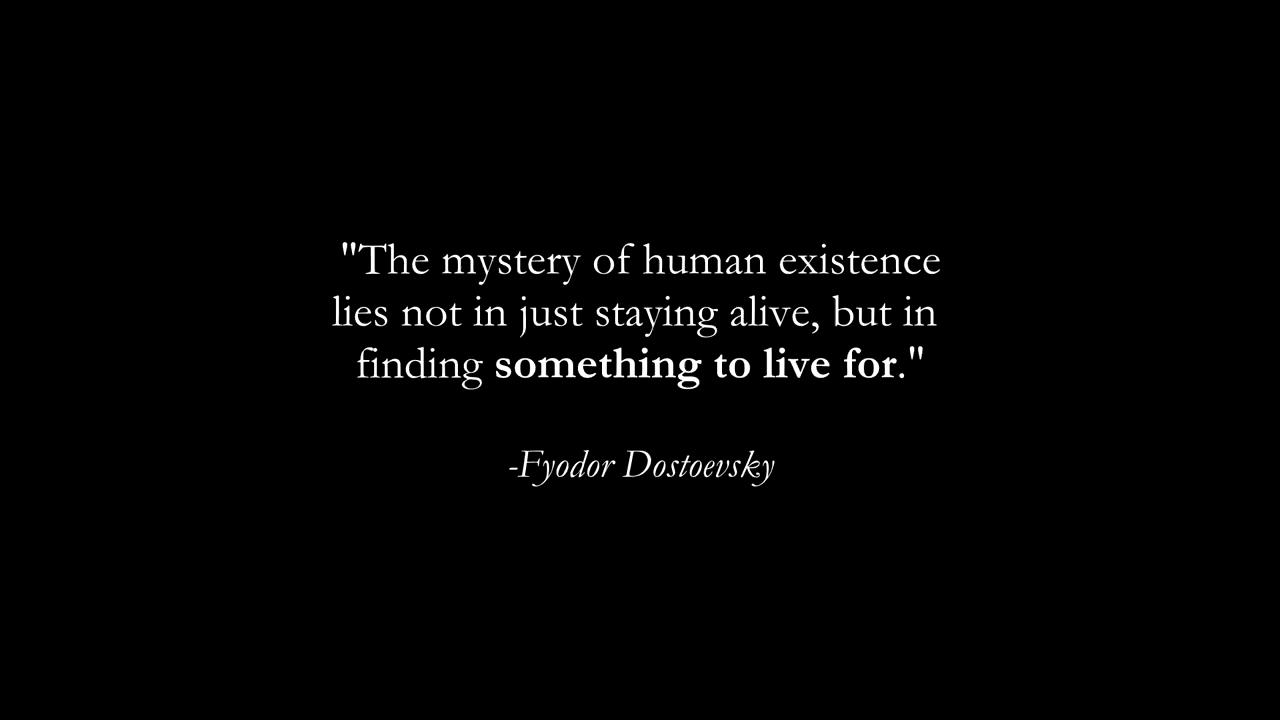 "The mystery of human existence
lies not in just staying alive, but in
finding something to live for."
-Fyodor Dostoevsky